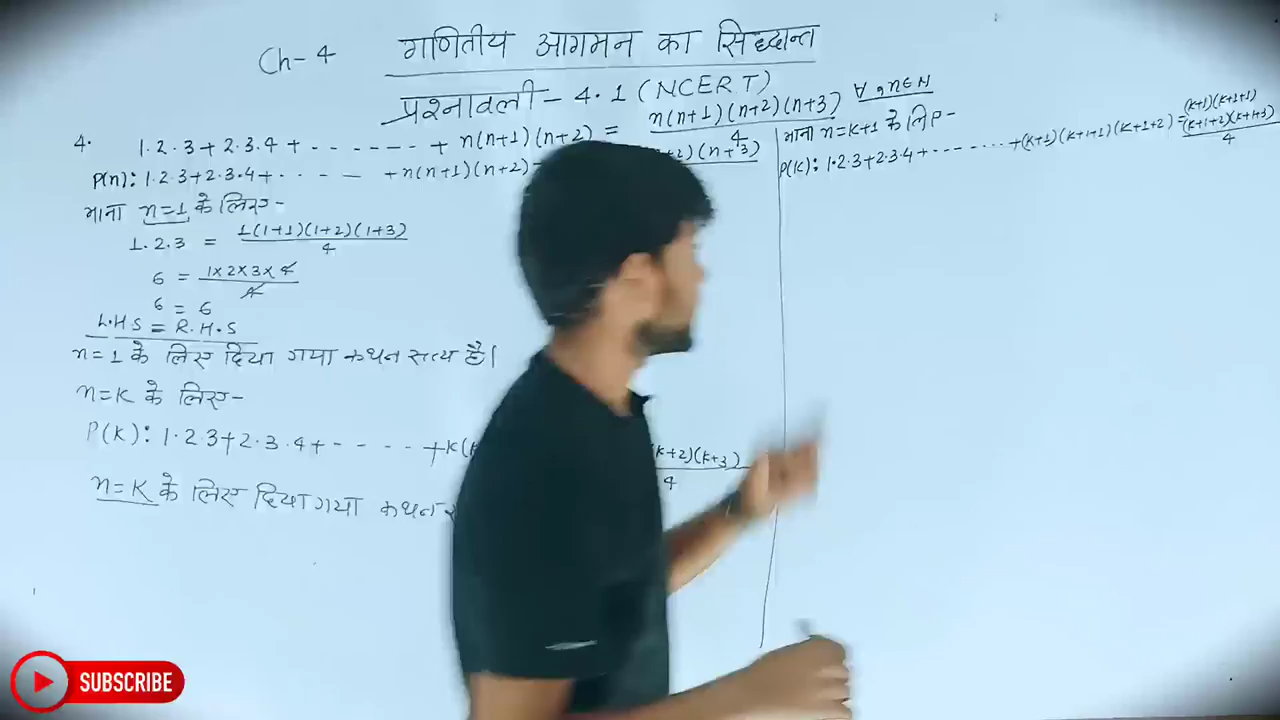 Ch-4 गणितीय आगमन का सिद्धान्त
प्रश्नावली - 4.1 (NCERT)
4. 1.2.3 + 2.3.4 + - - - - - - + n(n+1)(n+2) = n(n+1)(n+2)(n+3)/4 ∀, n∈N
P(n): 1.2.3+2.3.4+ - - - - + n(n+1)(n+2) +2)(n+3)
माना n=1 के लिए -
1.2.3 = 1(1+1)(1+2)(1+3)/4
6 = 1×2×3×4/4
6 = 6
L.H.S = R.H.S
n=1 के लिए दिया गया कथन सत्य है।
n=K के लिए -
P(K): 1.2.3+2.3.4+ - - - - +K( K+2)(K+3)/4
n=K के लिए दिया गया कथन
माना n=K+1 के लिए -
P(K): 1.2.3+2.3.4+ - - - - - - - +(K+1)(K+1+1)(K+1+2) = (K+1)(K+1+1)(K+1+2)(K+1+3)/4
SUBSCRIBE